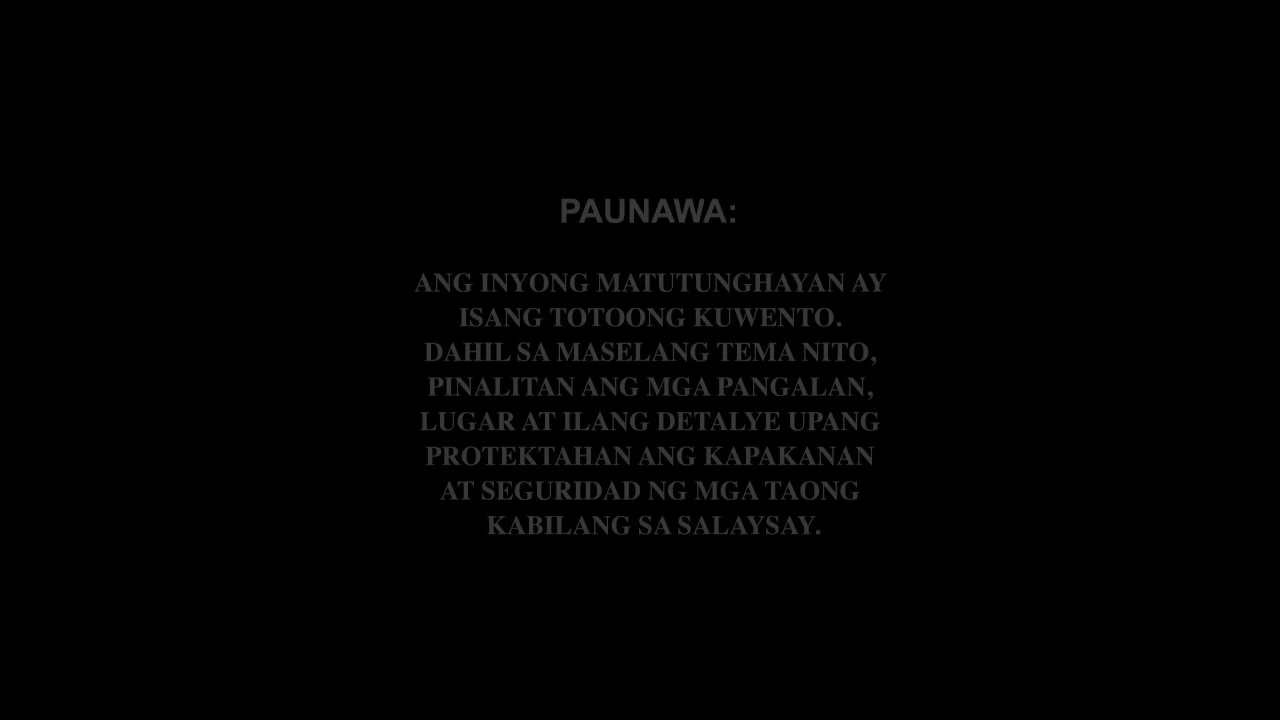 PAUNAWA:
ANG INYONG MATUTUNGHAYAN AY
ISANG TOTOONG KUWENTO.
DAHIL SA MASELANG TEMA NITO,
PINALITAN ANG MGA PANGALAN,
LUGAR AT ILANG DETALYE UPANG
PROTEKTAHAN ANG KAPAKANAN
AT SEGURIDAD NG MGA TAONG
KABILANG SA SALAYSAY.